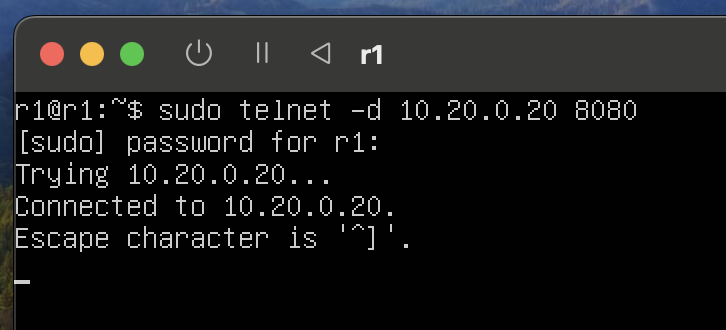 r1
r1@r1:~$ sudo telnet -d 10.20.0.20 8080
[sudo] password for r1:
Trying 10.20.0.20...
Connected to 10.20.0.20.
Escape character is '^]'.